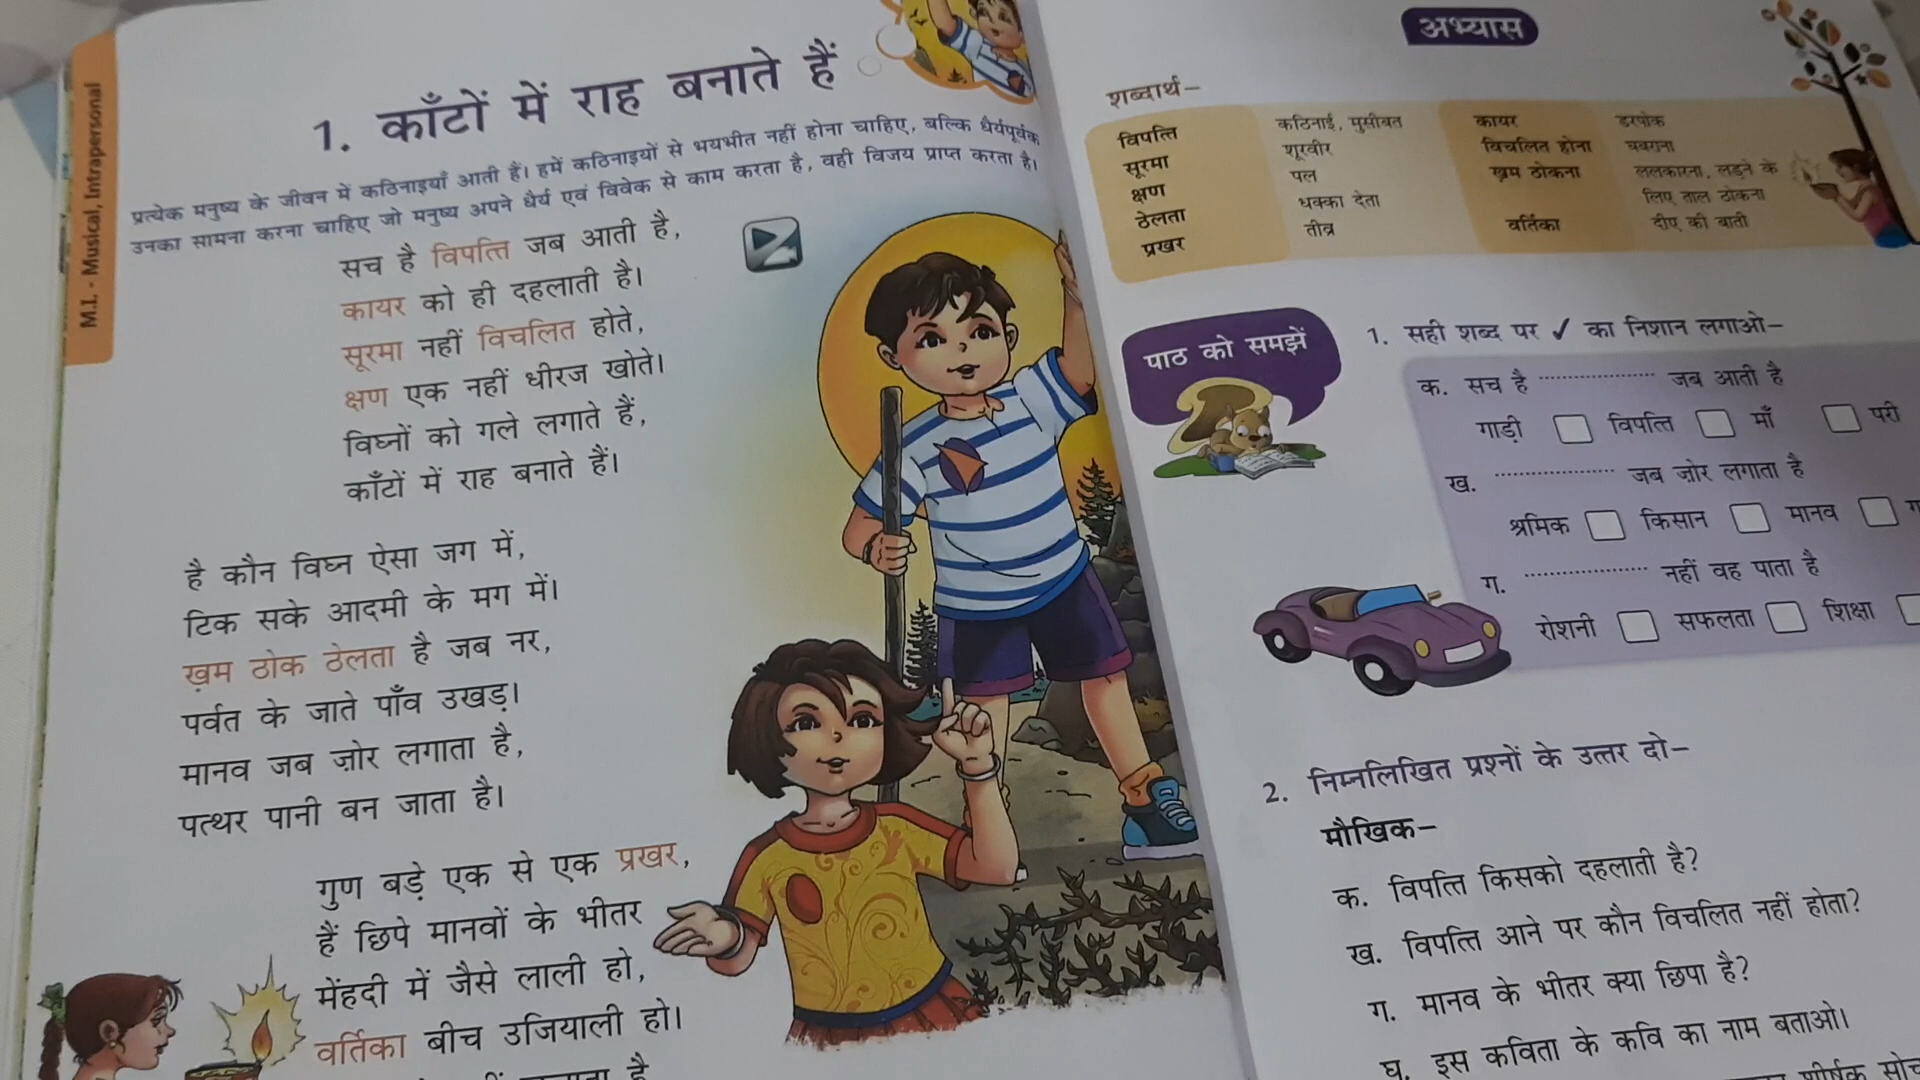 M.I. - Musical, Intrapersonal
1. काँटों में राह बनाते हैं
प्रत्येक मनुष्य के जीवन में कठिनाइयाँ आती हैं। हमें कठिनाइयों से भयभीत नहीं होना चाहिए, बल्कि धैर्यपूर्वक
उनका सामना करना चाहिए जो मनुष्य अपने धैर्य एवं विवेक से काम करता है, वही विजय प्राप्त करता है।
सच है विपत्ति जब आती है,
कायर को ही दहलाती है।
सूरमा नहीं विचलित होते,
क्षण एक नहीं धीरज खोते।
विघ्नों को गले लगाते हैं,
काँटों में राह बनाते हैं।
है कौन विघ्न ऐसा जग में,
टिक सके आदमी के मग में।
ख़म ठोक ठेलता है जब नर,
पर्वत के जाते पाँव उखड़।
मानव जब ज़ोर लगाता है,
पत्थर पानी बन जाता है।
गुण बड़े एक से एक प्रखर,
हैं छिपे मानवों के भीतर
मेंहदी में जैसे लाली हो,
वर्तिका बीच उजियाली हो।
है
अभ्यास
शब्दार्थ–
विपत्ति कठिनाई, मुसीबत कायर डरपोक
सूरमा शूरवीर विचलित होना घबराना
क्षण पल ख़म ठोकना ललकारना, लड़ने के
ठेलता धक्का देता लिए ताल ठोकना
प्रखर तीव्र वर्तिका दीए की बाती
पाठ को समझें
1. सही शब्द पर ✓ का निशान लगाओ–
क. सच है .................... जब आती है
गाड़ी विपत्ति माँ परी
ख. .................... जब ज़ोर लगाता है
श्रमिक किसान मानव
ग. .................... नहीं वह पाता है
रोशनी सफलता शिक्षा
2. निम्नलिखित प्रश्नों के उत्तर दो–
मौखिक–
क. विपत्ति किसको दहलाती है?
ख. विपत्ति आने पर कौन विचलित नहीं होता?
ग. मानव के भीतर क्या छिपा है?
घ. इस कविता के कवि का नाम बताओ।
शीर्षक